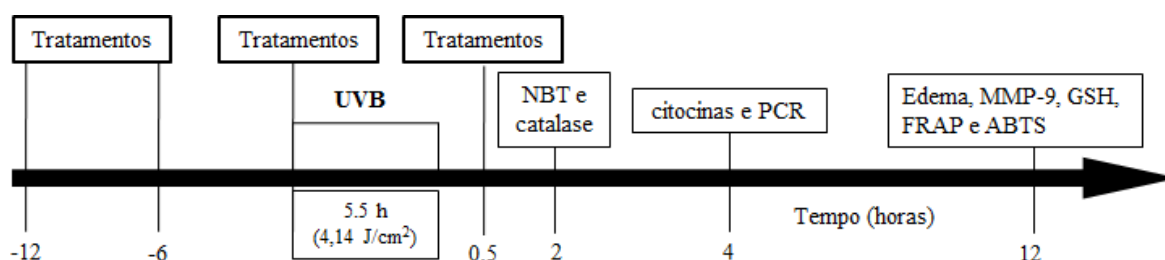 Tratamentos
Tratamentos
Tratamentos
UVB
NBT e
catalase
citocinas e PCR
Edema, MMP-9, GSH,
FRAP e ABTS
5.5 h
(4,14 J/cm²)
Tempo (horas)
-12
-6
0.5
2
4
12